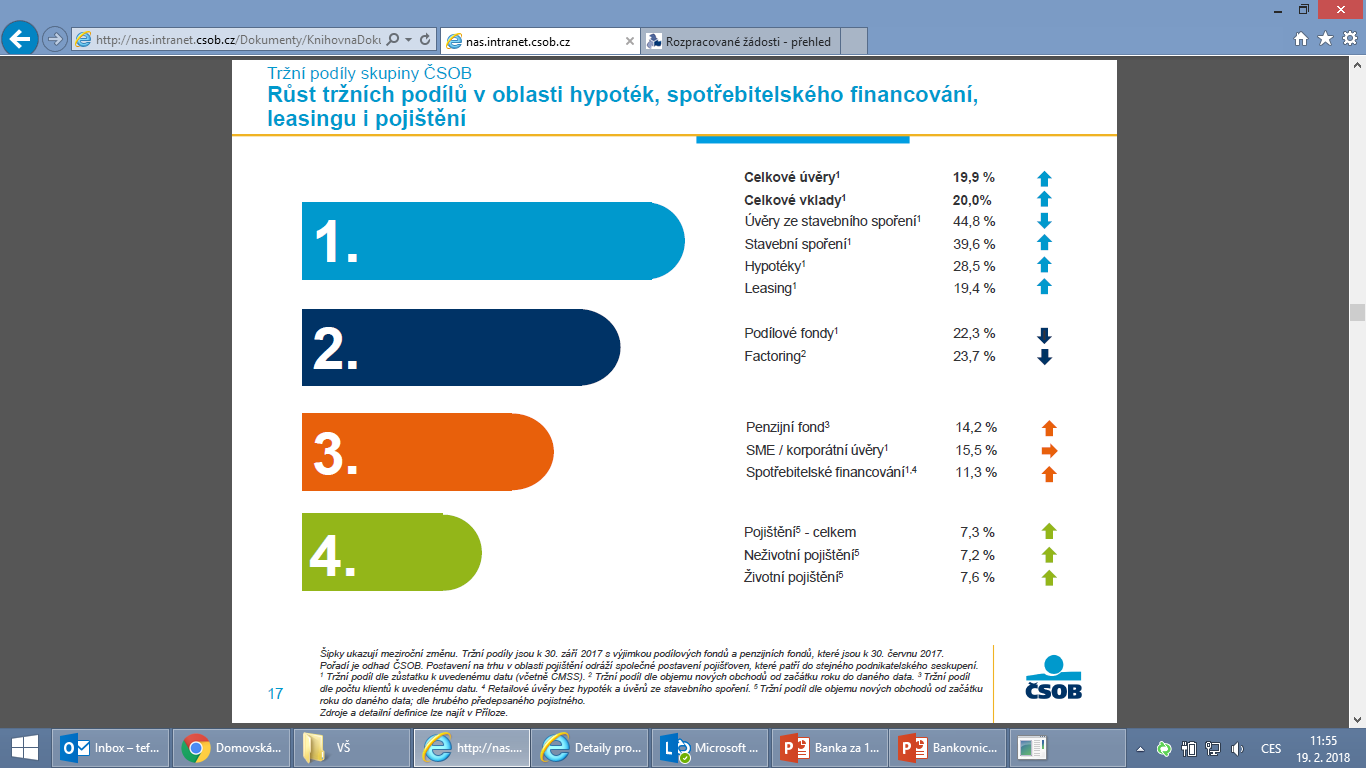 http://nas.intranet.csob.cz/Dokumenty/KnihovnaDoku
nas.intranet.csob.cz
Rozpracované žádosti - přehled
Tržní podíly skupiny ČSOB
Růst tržních podílů v oblasti hypoték, spotřebitelského financování,
leasingu i pojištění
1.
Celkové úvěry¹ 19,9 %
Celkové vklady¹ 20,0%
Úvěry ze stavebního spoření¹ 44,8 %
Stavební spoření¹ 39,6 %
Hypotéky¹ 28,5 %
Leasing¹ 19,4 %
2.
Podílové fondy¹ 22,3 %
Factoring² 23,7 %
3.
Penzijní fond³ 14,2 %
SME / korporátní úvěry¹ 15,5 %
Spotřebitelské financování¹,⁴ 11,3 %
4.
Pojištění⁵ - celkem 7,3 %
Neživotní pojištění⁵ 7,2 %
Životní pojištění⁵ 7,6 %
Šipky ukazují meziroční změnu. Tržní podíly jsou k 30. září 2017 s výjimkou podílových fondů a penzijních fondů, které jsou k 30. červnu 2017.
Pořadí je odhad ČSOB. Postavení na trhu v oblasti pojištění odráží společné postavení pojišťoven, které patří do stejného podnikatelského seskupení.
¹ Tržní podíl dle zůstatku k uvedenému datu (včetně ČMSS). ² Tržní podíl dle objemu nových obchodů od začátku roku do daného data. ³ Tržní podíl
dle počtu klientů k uvedenému datu. ⁴ Retailové úvěry bez hypoték a úvěrů ze stavebního spoření. ⁵ Tržní podíl dle objemu nových obchodů od začátku
roku do daného data; dle hrubého předepsaného pojistného.
Zdroje a detailní definice lze najít v Příloze.
17
ČSOB
Inbox – tef...
Domovská...
VŠ
http://nas....
Detaily pro...
Microsoft ...
Banka za 1...
Bankovnic...
CES
11:55
19. 2. 2018